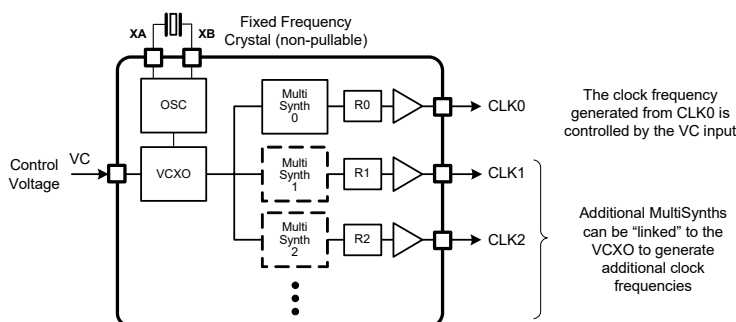 XA
XB
Fixed Frequency
Crystal (non-pullable)
OSC
Multi
Synth
0
R0
CLK0
The clock frequency
generated from CLK0 is
controlled by the VC input
Control
Voltage
VC
VCXO
Multi
Synth
1
R1
CLK1
Multi
Synth
2
R2
CLK2
Additional MultiSynths
can be “linked” to the
VCXO to generate
additional clock
frequencies